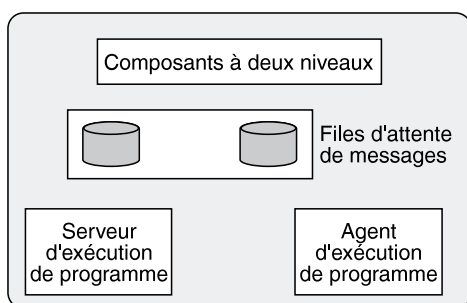 Composants à deux niveaux
Files d'attente
de messages
Serveur
d'exécution
de programme
Agent
d'exécution
de programme